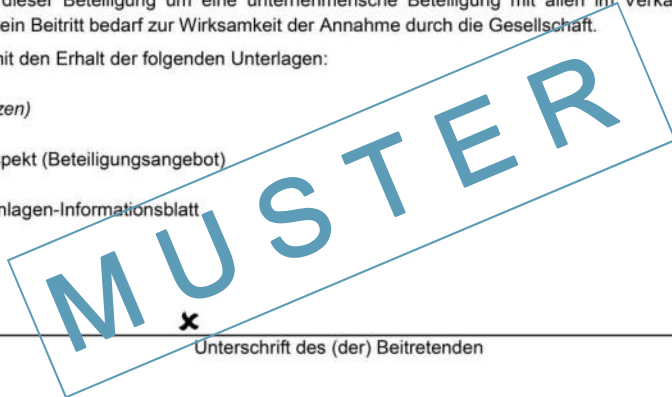 dieser Beteiligung um eine unternehmerische Beteiligung mit allen im Verka
ein Beitritt bedarf zur Wirksamkeit der Annahme durch die Gesellschaft.
mit den Erhalt der folgenden Unterlagen:
zen)
spekt (Beteiligungsangebot)
nlagen-Informationsblatt
MUSTER
Unterschrift des (der) Beitretenden